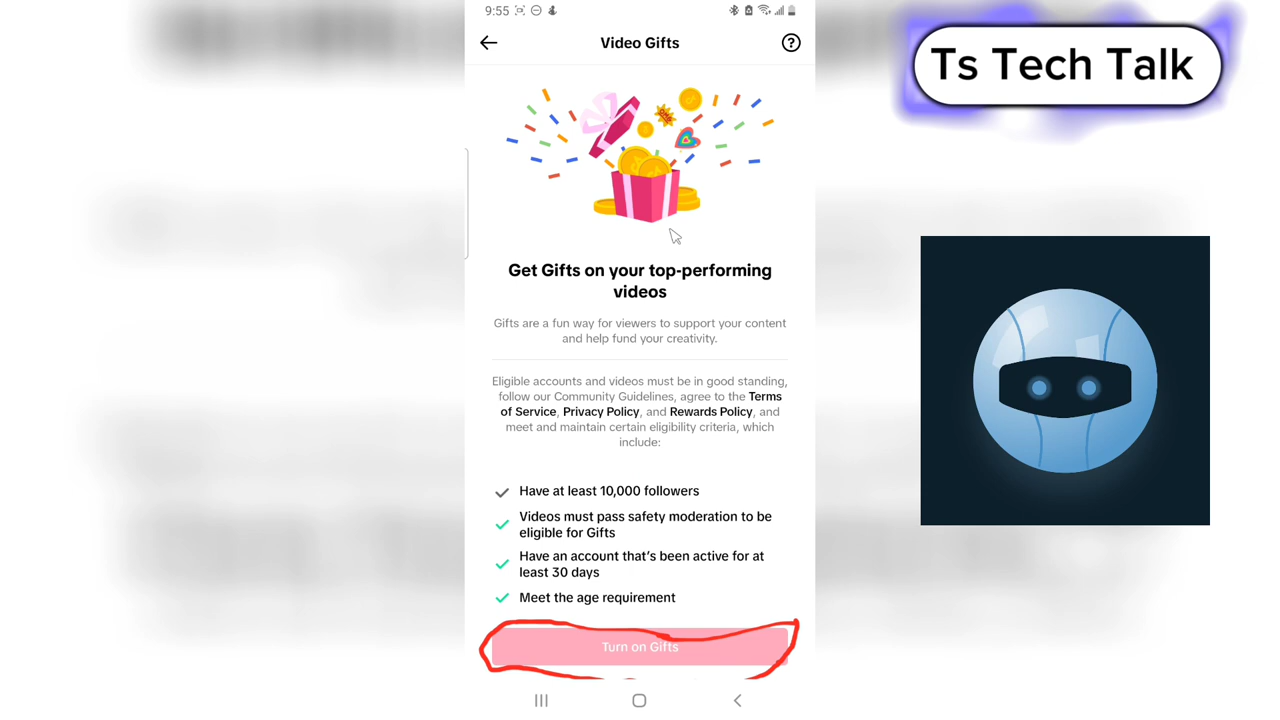 9:55
Video Gifts
?
Ts Tech Talk
Get Gifts on your top-performing
videos
Gifts are a fun way for viewers to support your content
and help fund your creativity.
Eligible accounts and videos must be in good standing,
follow our Community Guidelines, agree to the Terms
of Service, Privacy Policy, and Rewards Policy, and
meet and maintain certain eligibility criteria, which
include:
Have at least 10,000 followers
Videos must pass safety moderation to be
eligible for Gifts
Have an account that's been active for at
least 30 days
Meet the age requirement
Turn on Gifts